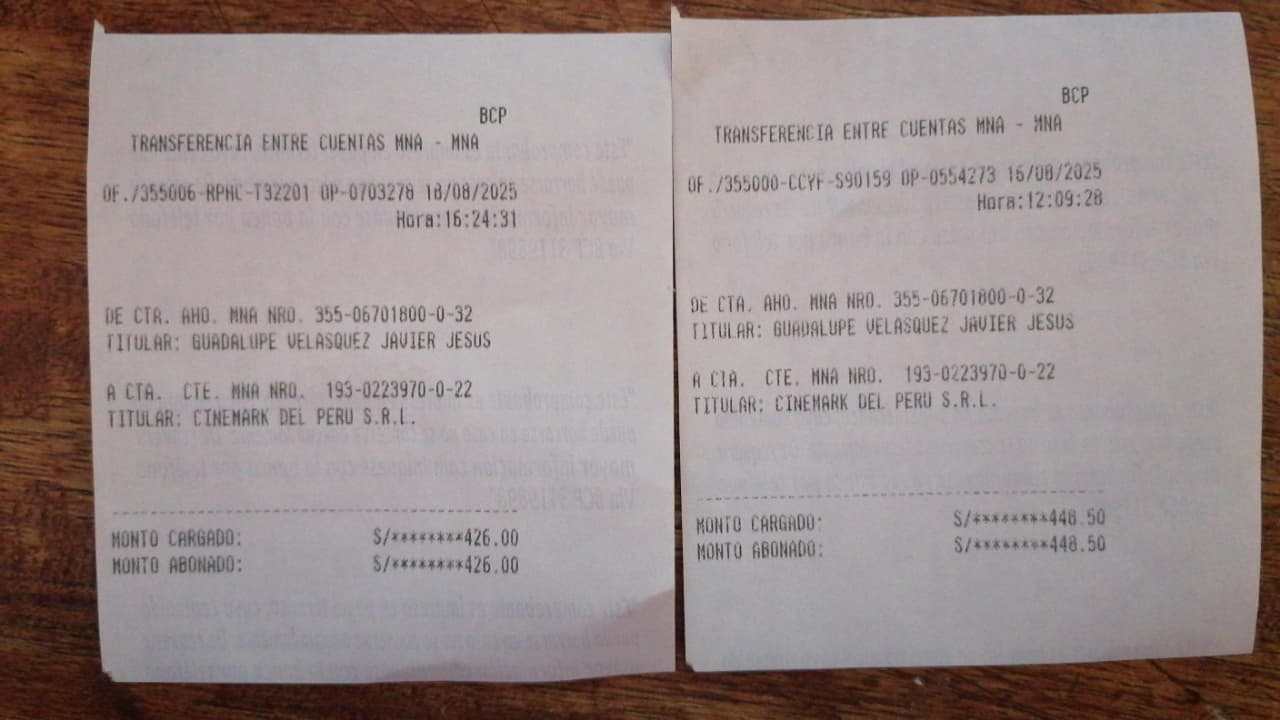 BCP
TRANSFERENCIA ENTRE CUENTAS MNA - MNA
OF./355006-RPHC-T32201 OP-0703278 18/08/2025
Hora:16:24:31
DE CTA. AHO. MNA NRO. 355-06701800-0-32
TITULAR: GUADALUPE VELASQUEZ JAVIER JESUS
A CTA. CTE. MNA NRO. 193-0223970-0-22
TITULAR: CINEMARK DEL PERU S.R.L.
MONTO CARGADO: S/********426.00
MONTO ABONADO: S/********426.00
BCP
TRANSFERENCIA ENTRE CUENTAS MNA - MNA
OF./355000-CCYF-S90159 OP-0554273 16/08/2025
Hora:12:09:28
DE CTA. AHO. MNA NRO. 355-06701800-0-32
TITULAR: GUADALUPE VELASQUEZ JAVIER JESUS
A CTA. CTE. MNA NRO. 193-0223970-0-22
TITULAR: CINEMARK DEL PERU S.R.L.
MONTO CARGADO: S/********448.50
MONTO ABONADO: S/********448.50